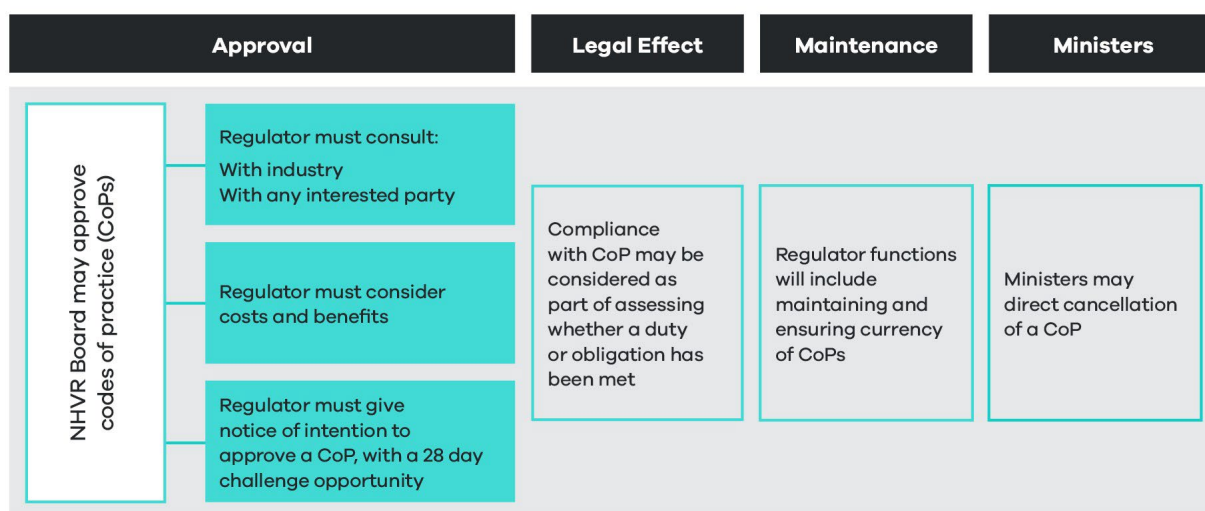 Approval
Legal Effect
Maintenance
Ministers
NHVR Board may approve
codes of practice (CoPs)
Regulator must consult:
With industry
With any interested party
Regulator must consider
costs and benefits
Regulator must give
notice of intention to
approve a CoP, with a 28 day
challenge opportunity
Compliance
with CoP may be
considered as
part of assessing
whether a duty
or obligation has
been met
Regulator functions
will include
maintaining and
ensuring currency
of CoPs
Ministers may
direct cancellation
of a CoP